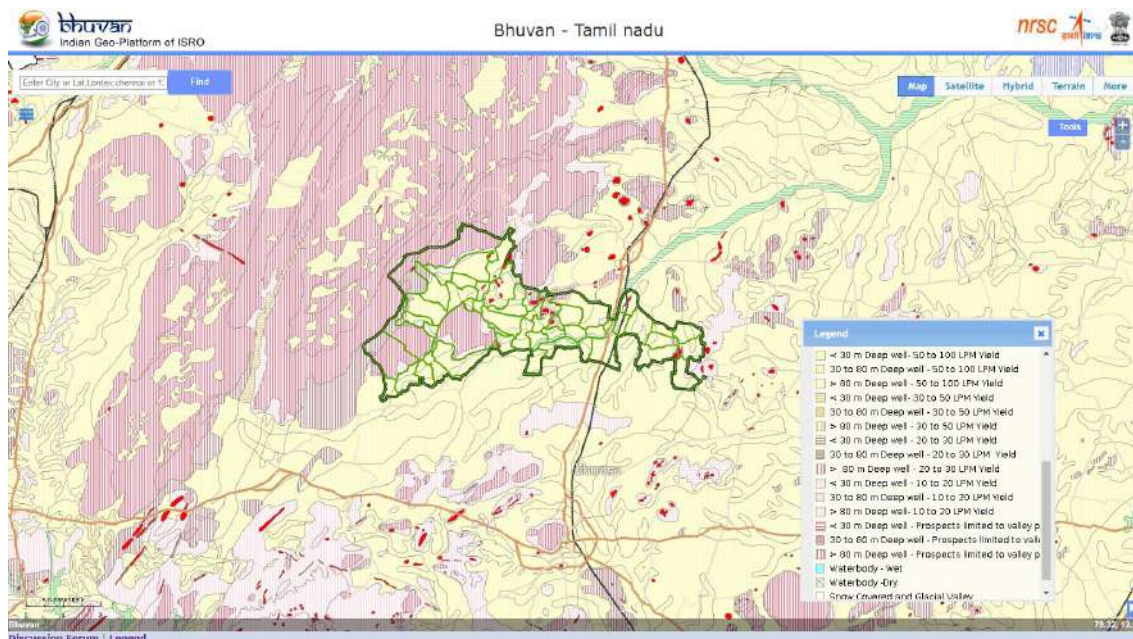 bhuvan
Indian Geo-Platform of ISRO
Bhuvan - Tamil nadu
nrsc
Find
Map Satellite Hybrid Terrain More
Tools
Legend
< 30 m Deep well - 50 to 100 LPM Yield
30 to 80 m Deep well - 50 to 100 LPM Yield
> 80 m Deep well - 50 to 100 LPM Yield
< 30 m Deep well - 30 to 50 LPM Yield
30 to 80 m Deep well - 30 to 50 LPM Yield
> 80 m Deep well - 30 to 50 LPM Yield
< 30 m Deep well - 20 to 30 LPM Yield
30 to 80 m Deep well - 20 to 30 LPM Yield
> 80 m Deep well - 20 to 30 LPM Yield
< 30 m Deep well - 10 to 20 LPM Yield
30 to 80 m Deep well - 10 to 20 LPM Yield
> 80 m Deep well - 10 to 20 LPM Yield
< 30 m Deep well - Prospects limited to valley p
30 to 80 m Deep well - Prospects limited to vall
> 80 m Deep well - Prospects limited to valley p
Waterbody - Wet
Waterbody -Dry
Snow Covered and Glacial Valley
Bhuvan
Discussion Forum | Legend